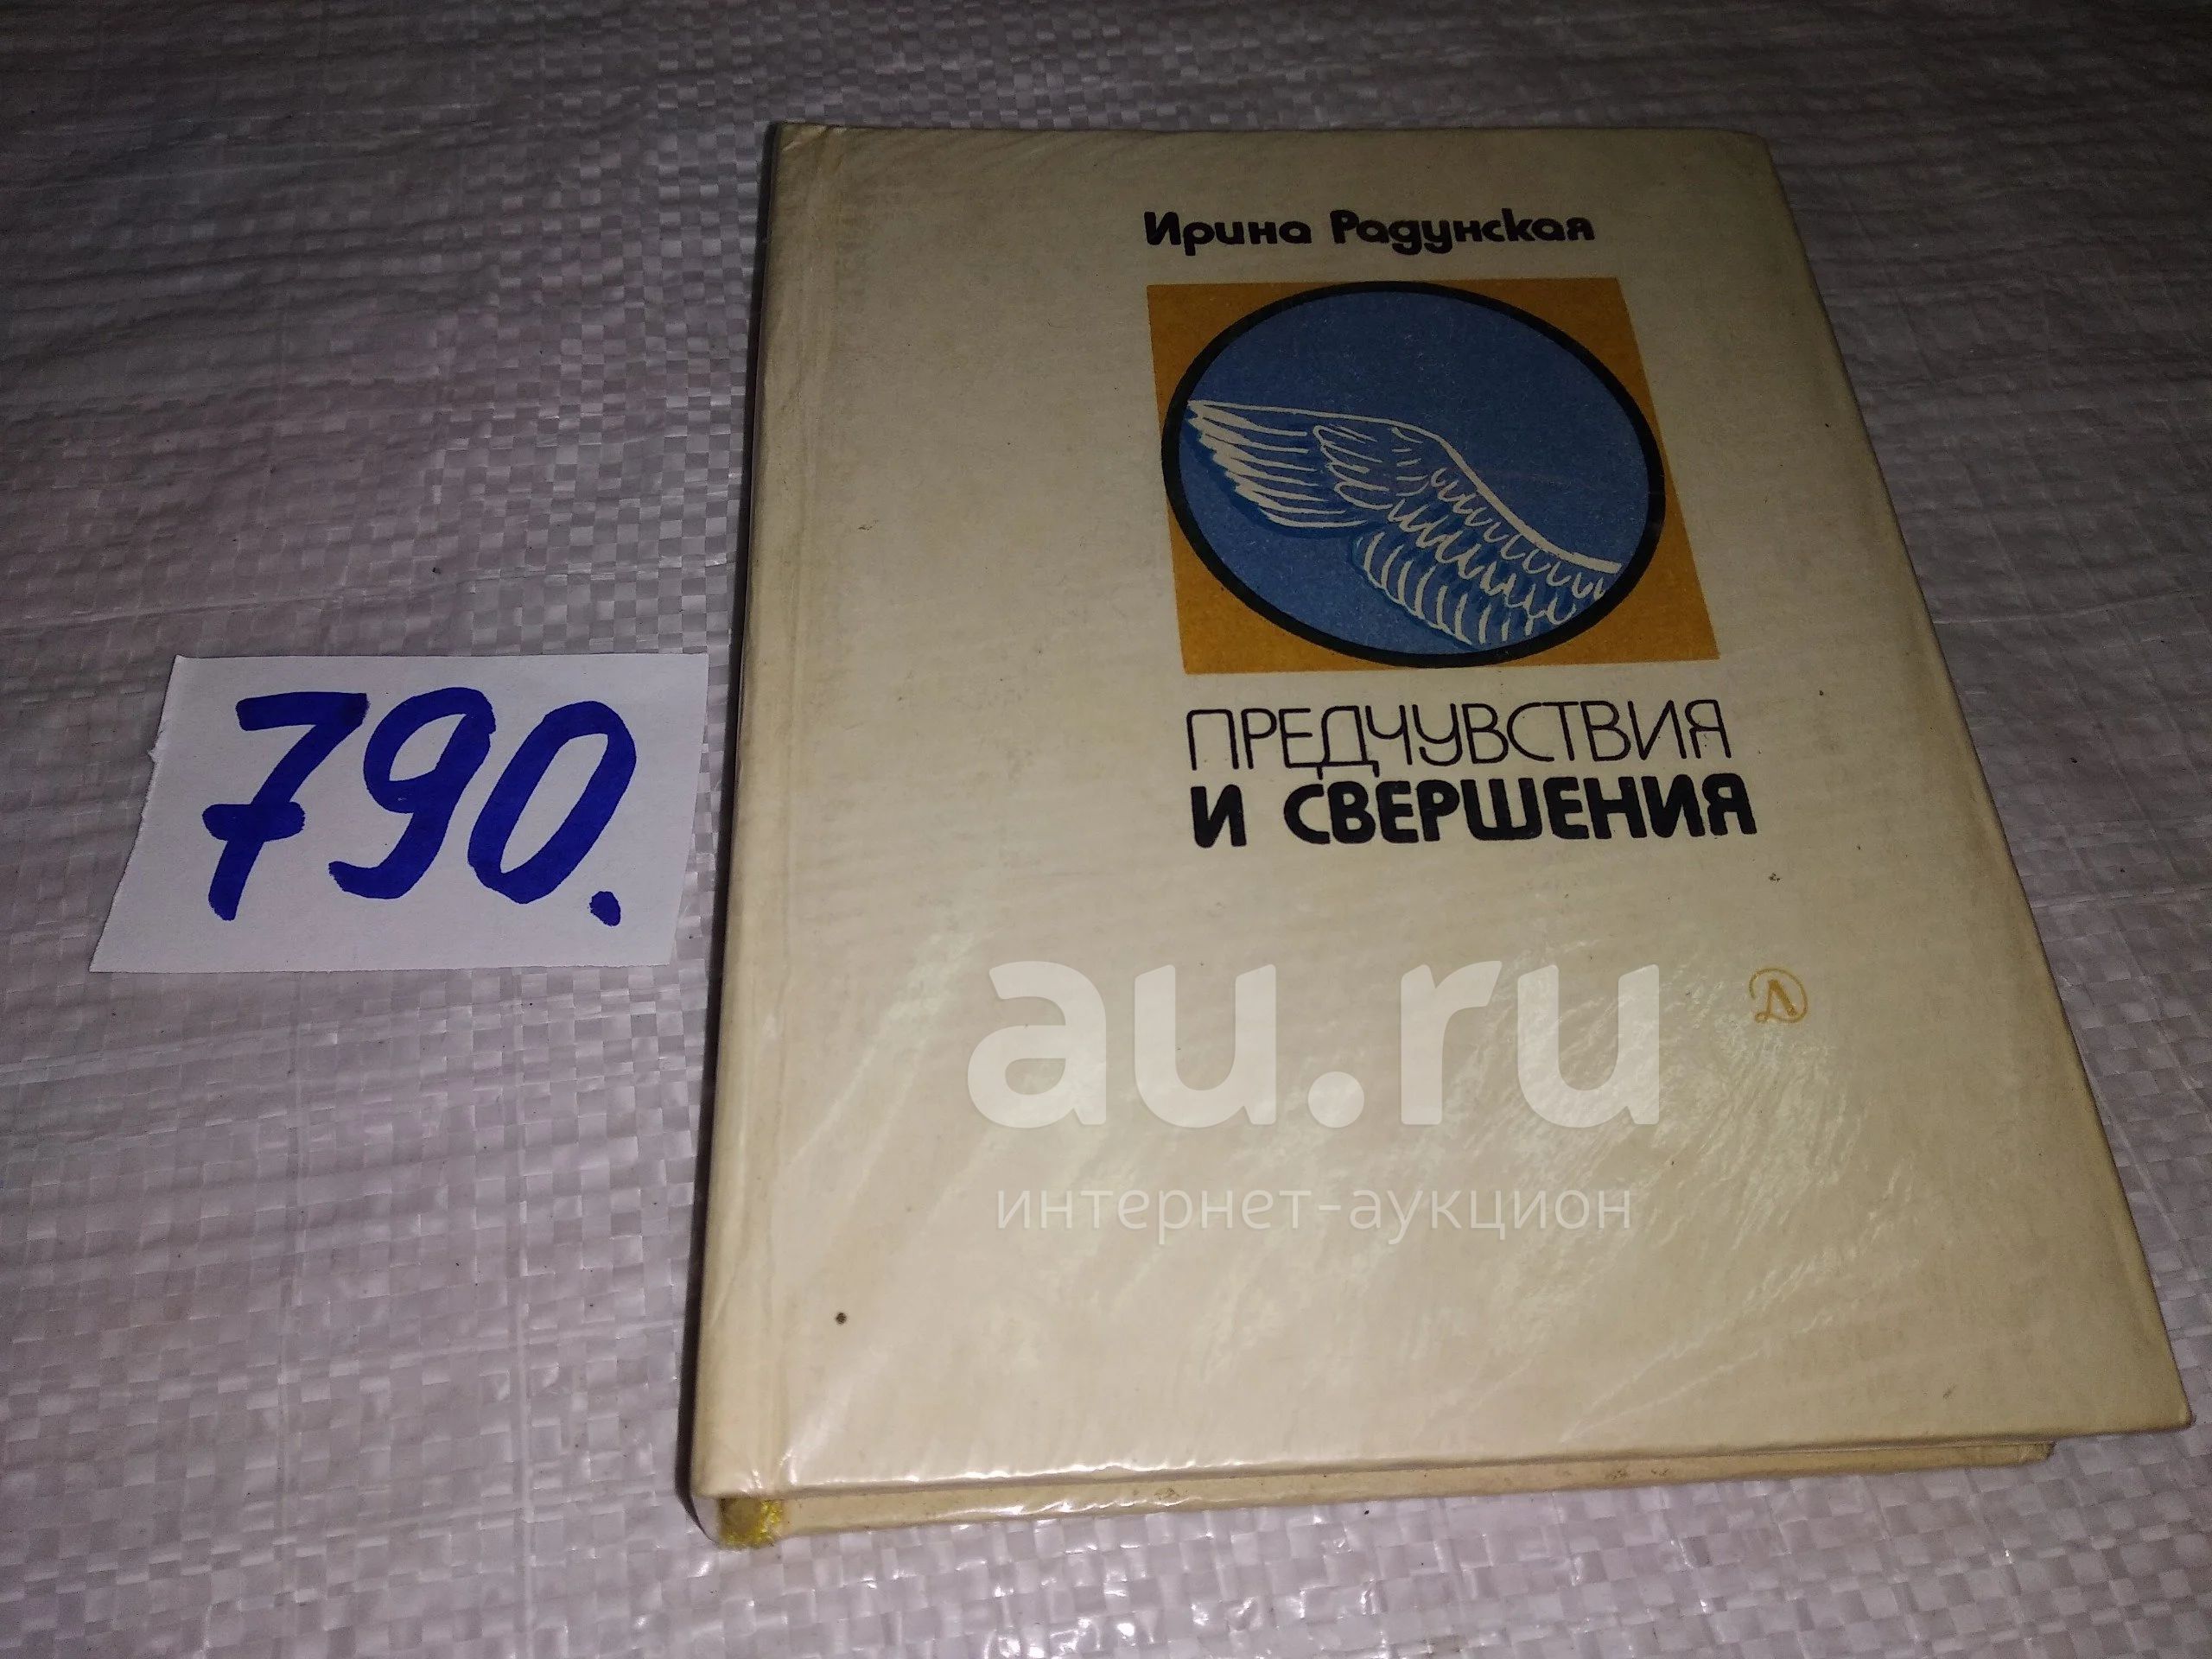 Ирина Радунская
ПРЕДЧУВСТВИЯ
И СВЕРШЕНИЯ
790.
au.ru
интернет-аукцион